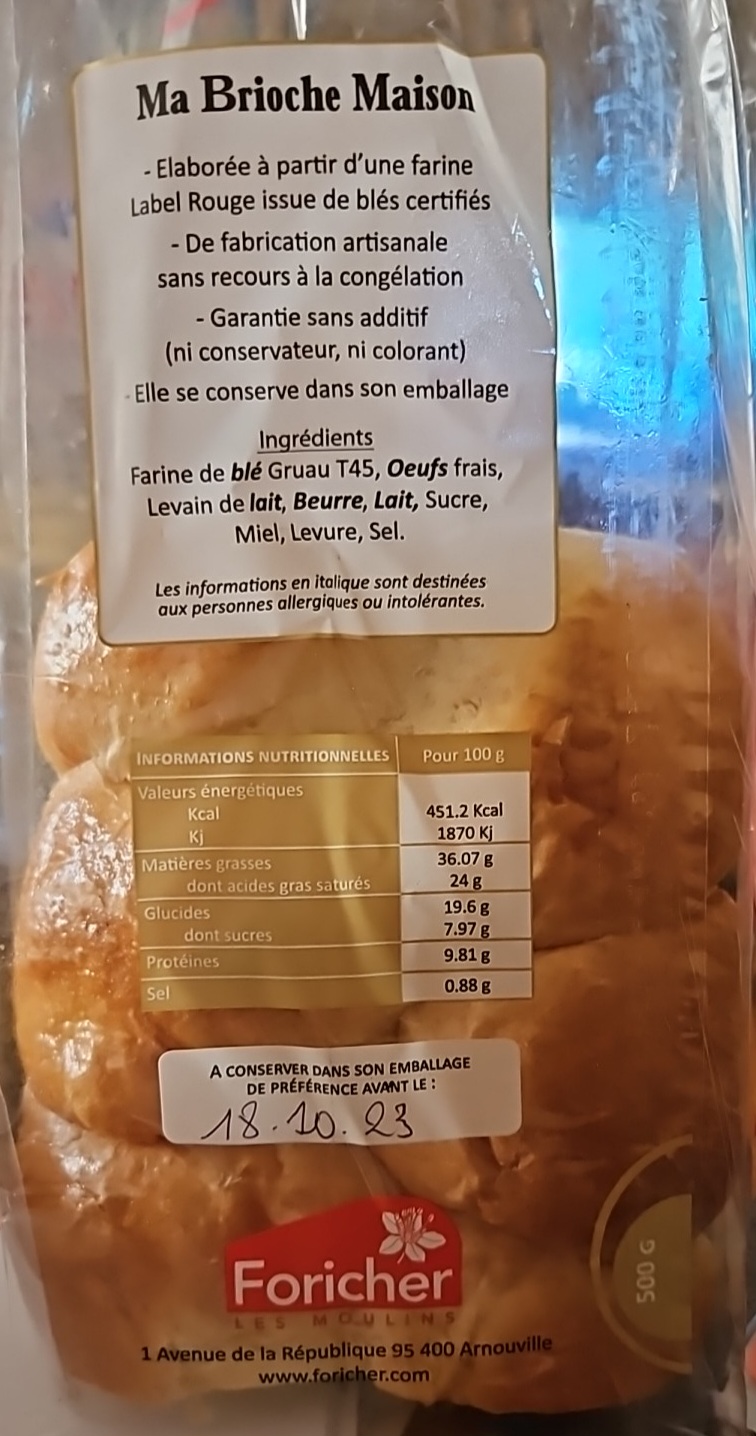 Ma Brioche Maison
- Elaborée à partir d'une farine
Label Rouge issue de blés certifiés
- De fabrication artisanale
sans recours à la congélation
- Garantie sans additif
(ni conservateur, ni colorant)
- Elle se conserve dans son emballage
Ingrédients
Farine de blé Gruau T45, Oeufs frais,
Levain de lait, Beurre, Lait, Sucre,
Miel, Levure, Sel.
Les informations en italique sont destinées
aux personnes allergiques ou intolérantes.
INFORMATIONS NUTRITIONNELLES Pour 100 g
Valeurs énergétiques
Kcal 451.2 Kcal
Kj 1870 Kj
Matières grasses 36.07 g
dont acides gras saturés 24 g
Glucides 19.6 g
dont sucres 7.97 g
Protéines 9.81 g
Sel 0.88 g
A CONSERVER DANS SON EMBALLAGE
DE PRÉFÉRENCE AVANT LE :
18.10.23
Foricher
LES MOULINS
500 G
1 Avenue de la République 95 400 Arnouville
www.foricher.com